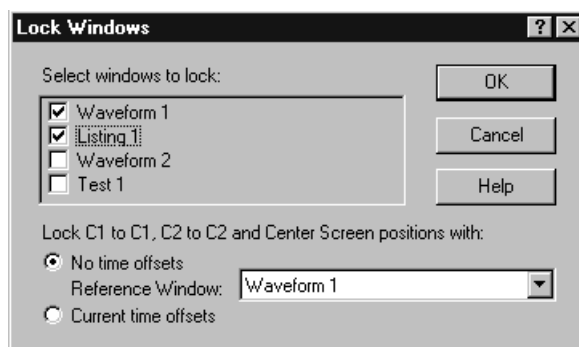 Lock Windows
Select windows to lock:
OK
Waveform 1
Listing 1
Cancel
Waveform 2
Test 1
Help
Lock C1 to C1, C2 to C2 and Center Screen positions with:
No time offsets
Reference Window: Waveform 1
Current time offsets